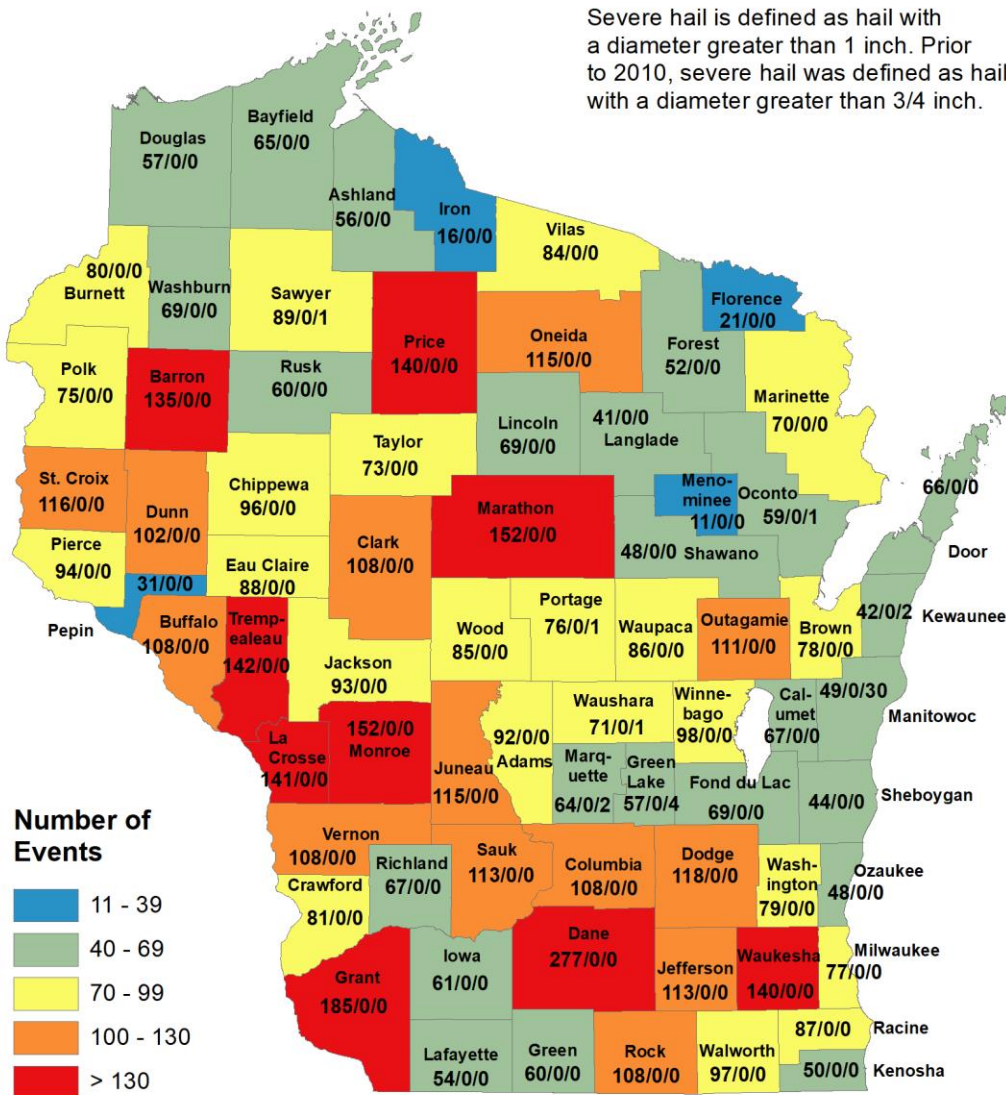 Severe hail is defined as hail with
a diameter greater than 1 inch. Prior
to 2010, severe hail was defined as hail
with a diameter greater than 3/4 inch.
Douglas
57/0/0
Bayfield
65/0/0
Ashland
56/0/0
Iron
16/0/0
Vilas
84/0/0
80/0/0
Burnett
Washburn
69/0/0
Sawyer
89/0/1
Price
140/0/0
Oneida
115/0/0
Forest
52/0/0
Florence
21/0/0
Marinette
70/0/0
Polk
75/0/0
Barron
135/0/0
Rusk
60/0/0
Taylor
73/0/0
Lincoln
69/0/0
41/0/0
Langlade
St. Croix
116/0/0
Dunn
102/0/0
Chippewa
96/0/0
Clark
108/0/0
Marathon
152/0/0
Meno-
minee
11/0/0
Oconto
59/0/1
66/0/0
Door
Pierce
94/0/0
31/0/0
Pepin
Eau Claire
88/0/0
48/0/0
Shawano
Buffalo
108/0/0
Tremp-
ealeau
142/0/0
Jackson
93/0/0
Wood
85/0/0
Portage
76/0/1
Waupaca
86/0/0
Outagamie
111/0/0
Brown
78/0/0
42/0/2
Kewaunee
La
Crosse
141/0/0
152/0/0
Monroe
Juneau
115/0/0
92/0/0
Adams
Waushara
71/0/1
Winne-
bago
98/0/0
Cal-
umet
67/0/0
49/0/30
Manitowoc
Marq-
uette
64/0/2
Green
Lake
57/0/4
Fond du Lac
69/0/0
44/0/0
Sheboygan
Vernon
108/0/0
Richland
67/0/0
Sauk
113/0/0
Columbia
108/0/0
Dodge
118/0/0
Wash-
ington
79/0/0
Ozaukee
48/0/0
Crawford
81/0/0
Grant
185/0/0
Iowa
61/0/0
Dane
277/0/0
Jefferson
113/0/0
Waukesha
140/0/0
Milwaukee
77/0/0
Lafayette
54/0/0
Green
60/0/0
Rock
108/0/0
Walworth
97/0/0
87/0/0
Racine
50/0/0
Kenosha
Number of
Events
11 - 39
40 - 69
70 - 99
100 - 130
> 130